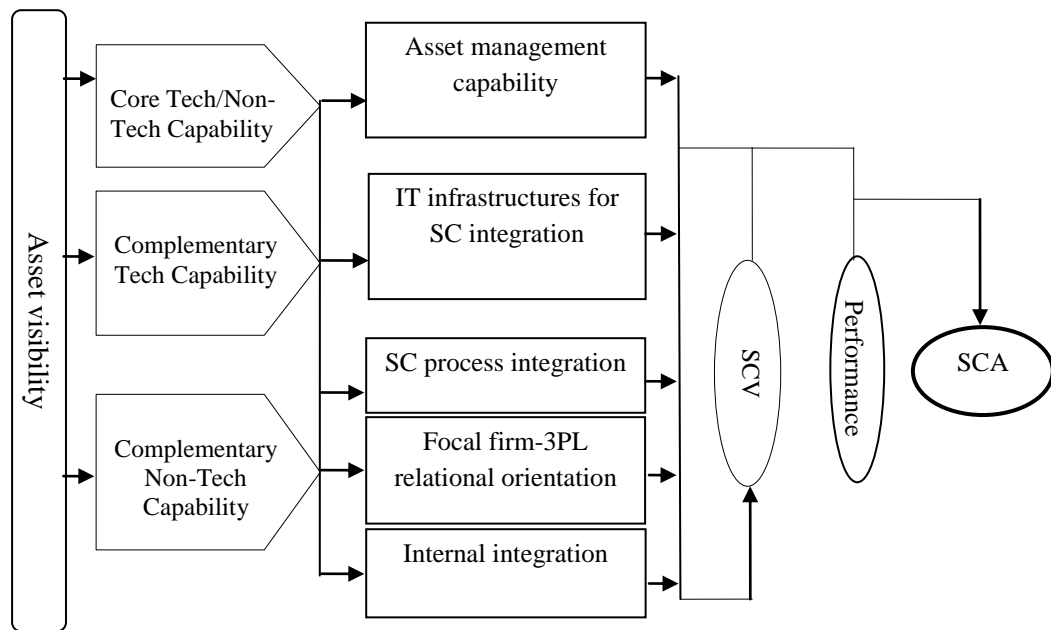 Asset visibility
Core Tech/Non-
Tech Capability
Complementary
Tech Capability
Complementary
Non-Tech
Capability
Asset management
capability
IT infrastructures for
SC integration
SC process integration
Focal firm-3PL
relational orientation
Internal integration
SCV
Performance
SCA